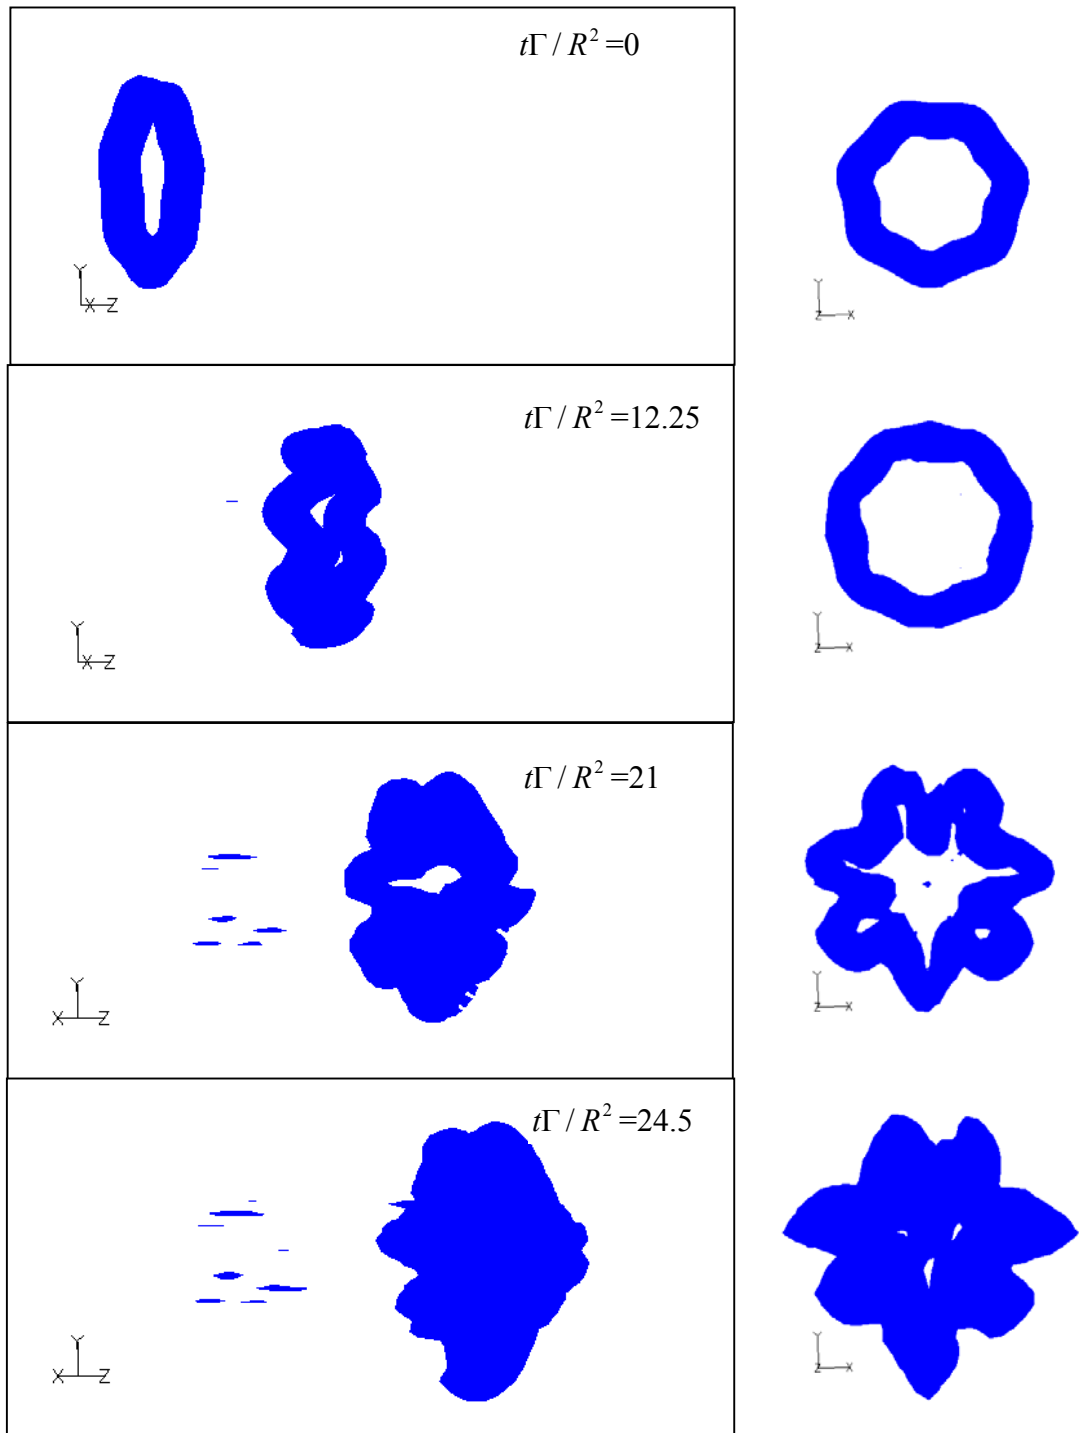 tΓ / R² =0
Y
X Z
Y
Z X
tΓ / R² =12.25
Y
X Z
Y
Z X
tΓ / R² =21
Y
X Z
Y
Z X
tΓ / R² =24.5
Y
X Z
Y
Z X